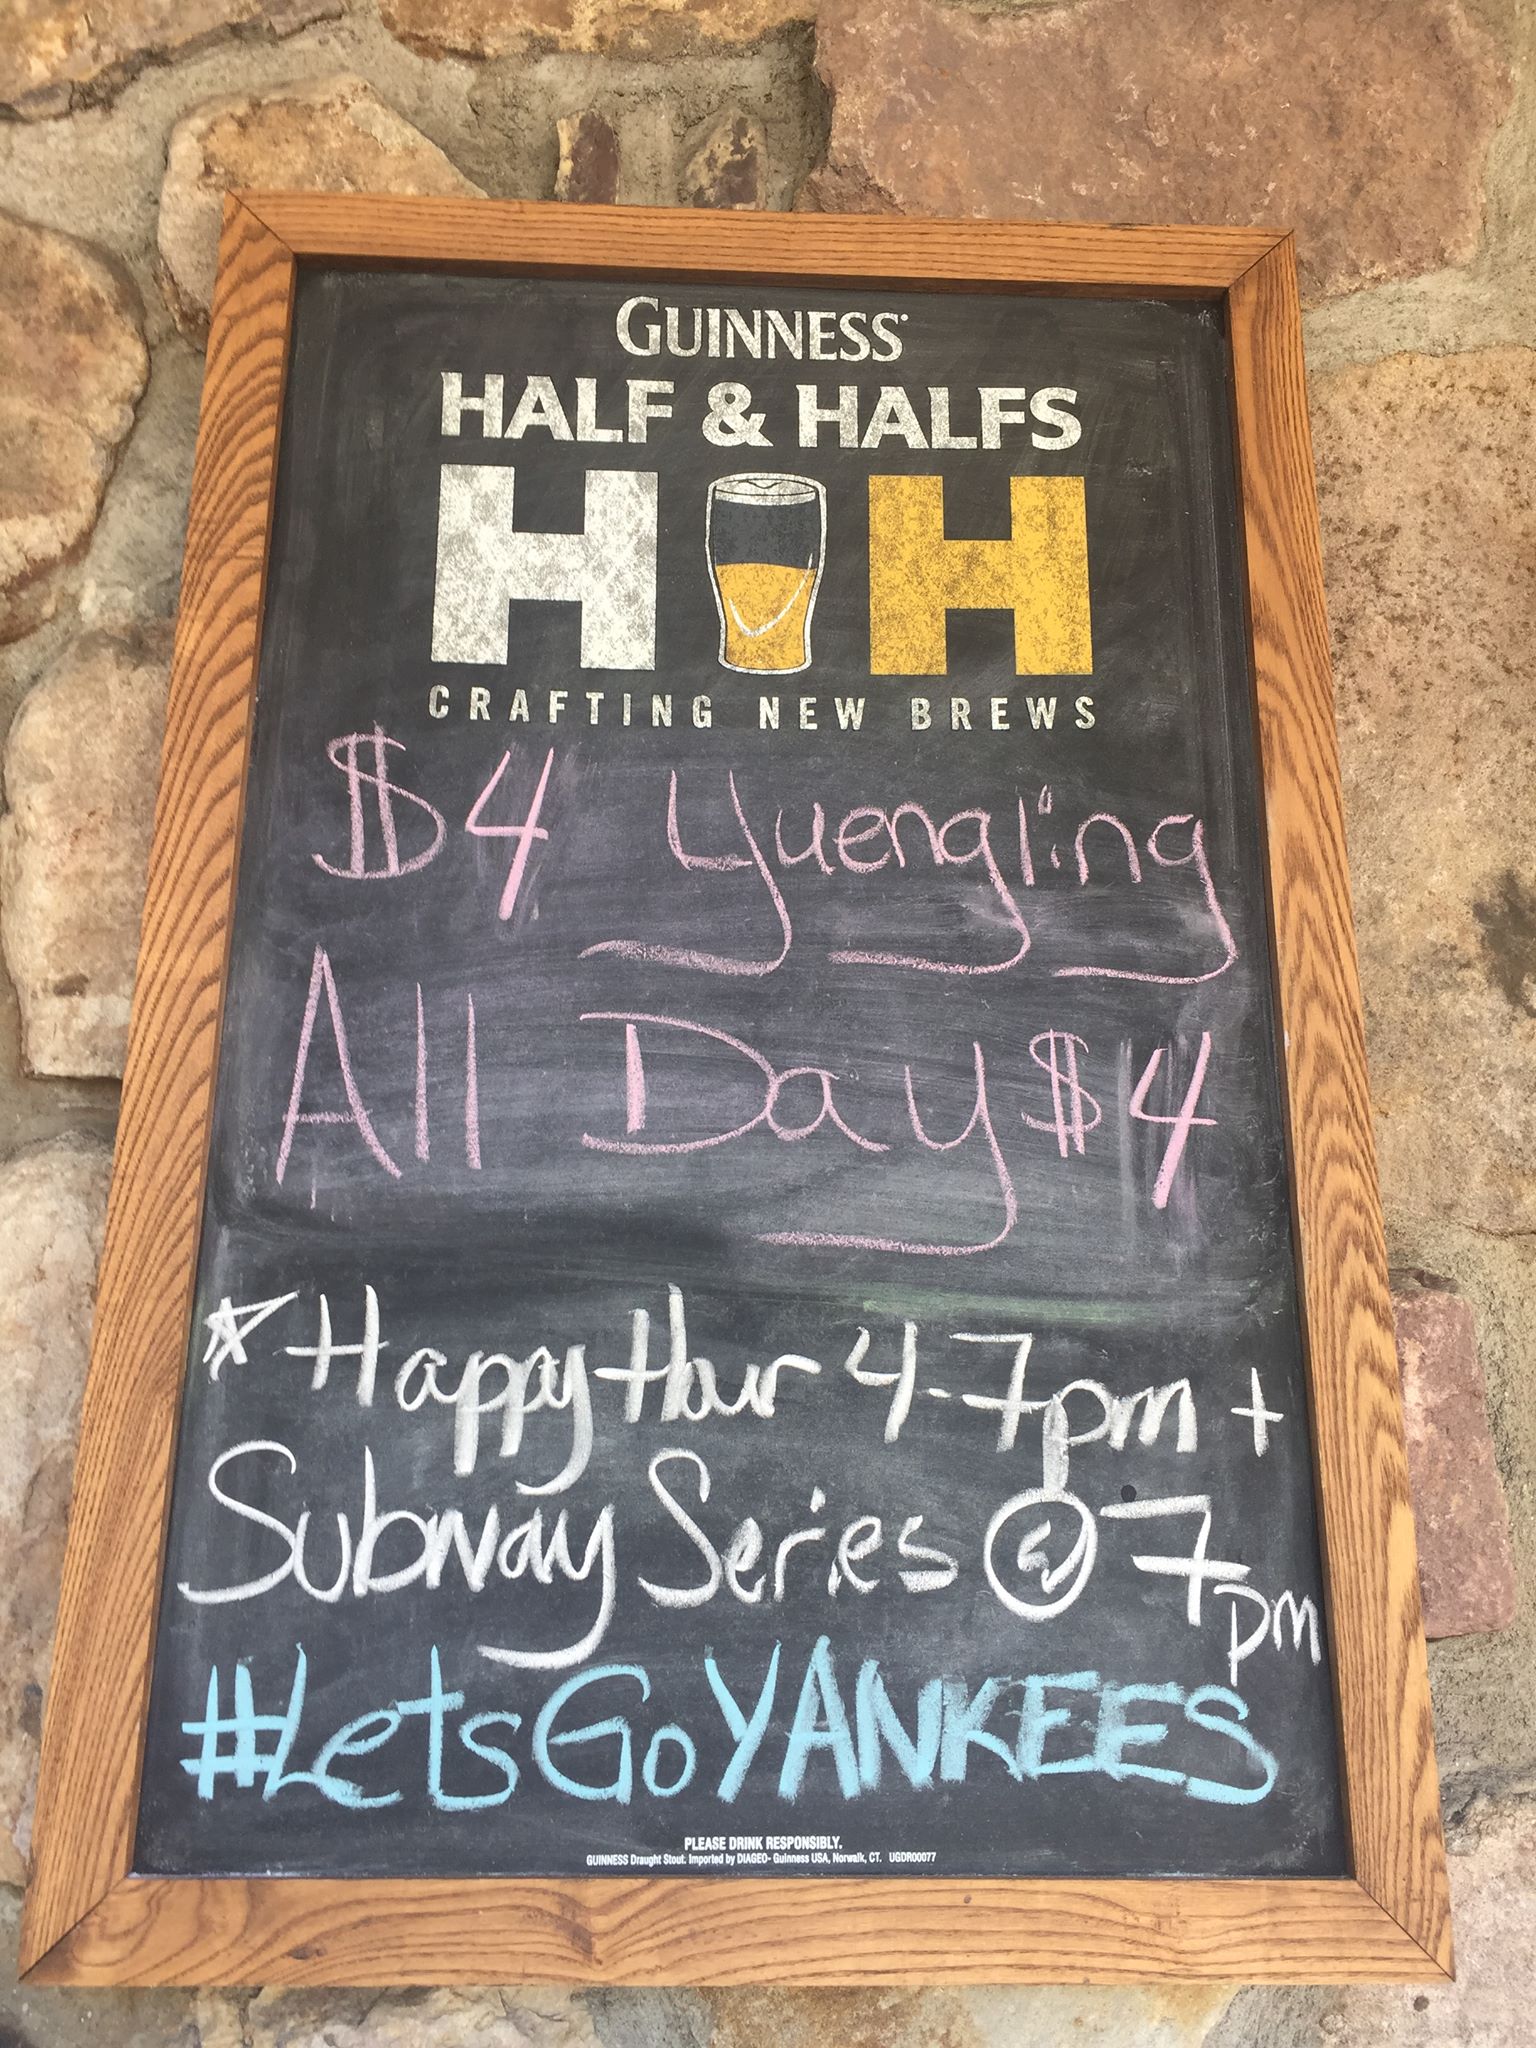 GUINNESS
HALF & HALFS
H H
CRAFTING NEW BREWS
$4 Yuengling
All Day $4
*Happy Hour 4-7pm +
Subway Series @ 7pm
#LetsGoYANKEES
PLEASE DRINK RESPONSIBLY.
GUINNESS Draught Stout. Imported by DIAGEO- Guinness USA, Norwalk, CT. UGDR00077